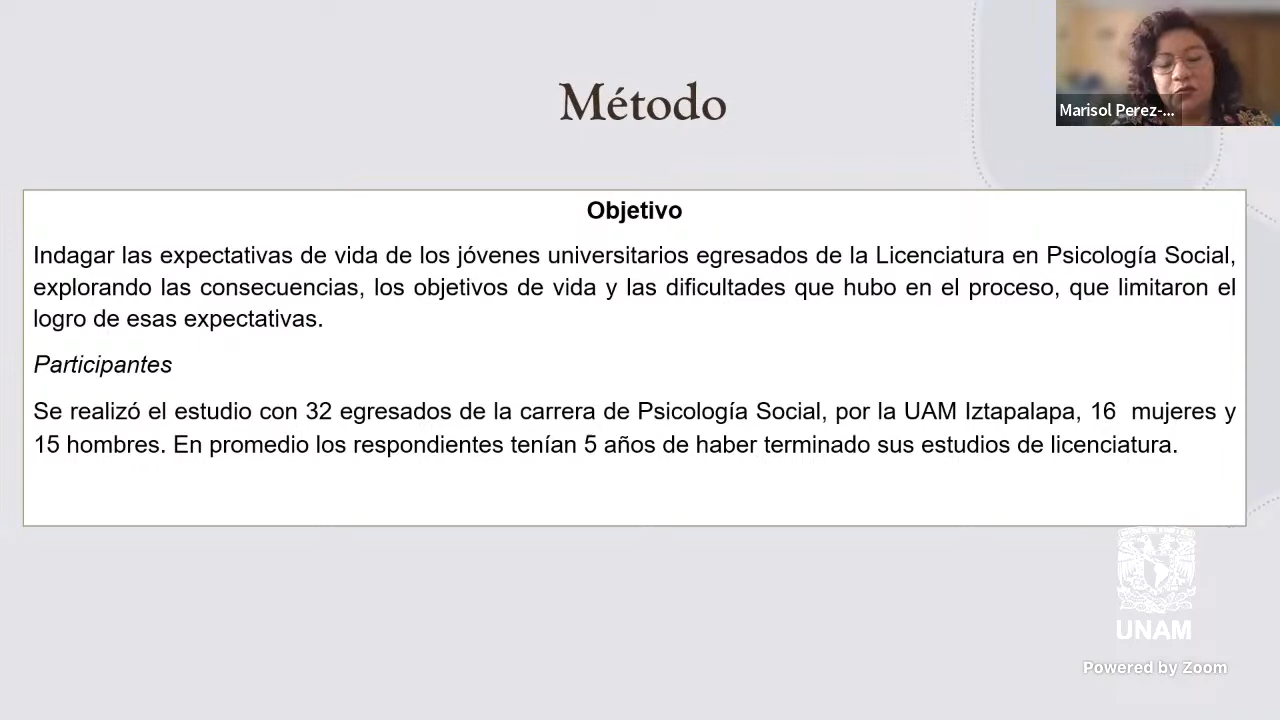 Método
Marisol Perez-...
Objetivo
Indagar las expectativas de vida de los jóvenes universitarios egresados de la Licenciatura en Psicología Social,
explorando las consecuencias, los objetivos de vida y las dificultades que hubo en el proceso, que limitaron el
logro de esas expectativas.
Participantes
Se realizó el estudio con 32 egresados de la carrera de Psicología Social, por la UAM Iztapalapa, 16 mujeres y
15 hombres. En promedio los respondientes tenían 5 años de haber terminado sus estudios de licenciatura.
UNAM
Powered by Zoom